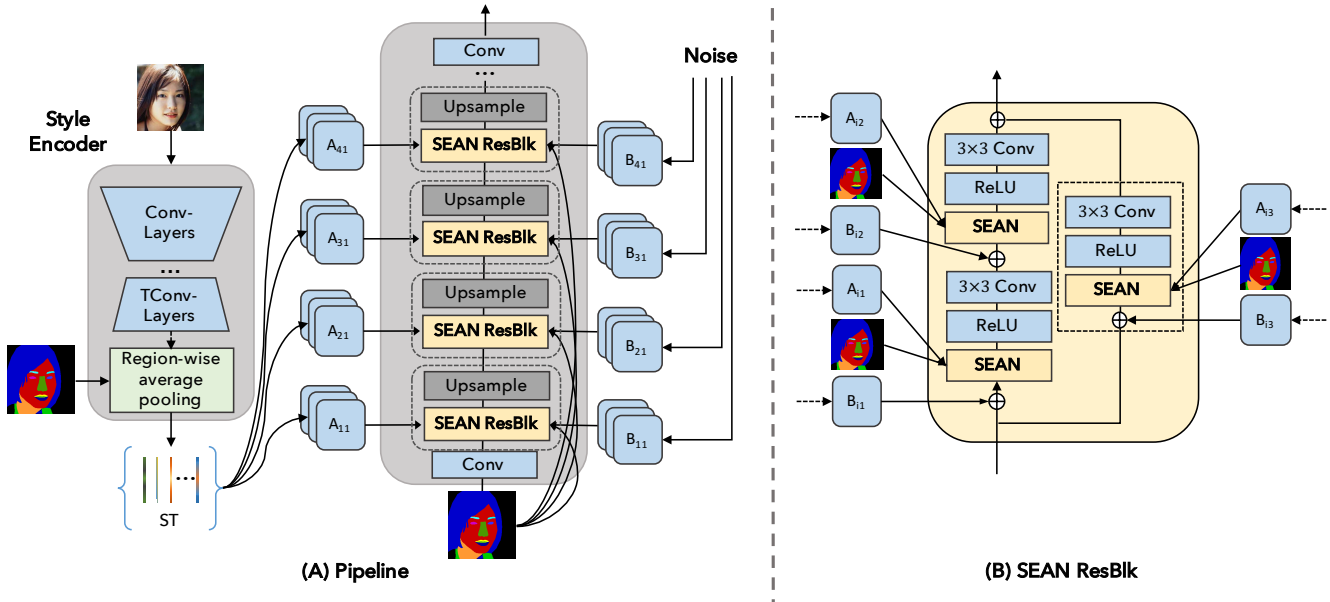 Style
Encoder
Conv-
Layers
...
TConv-
Layers
Region-wise
average
pooling
...
ST
A41
A31
A21
A11
Conv
...
Upsample
SEAN ResBlk
Upsample
SEAN ResBlk
Upsample
SEAN ResBlk
Upsample
SEAN ResBlk
Conv
Noise
B41
B31
B21
B11
(A) Pipeline
Ai2
Bi2
Ai1
Bi1
3×3 Conv
ReLU
SEAN
3×3 Conv
ReLU
SEAN
3×3 Conv
ReLU
SEAN
Ai3
Bi3
(B) SEAN ResBlk